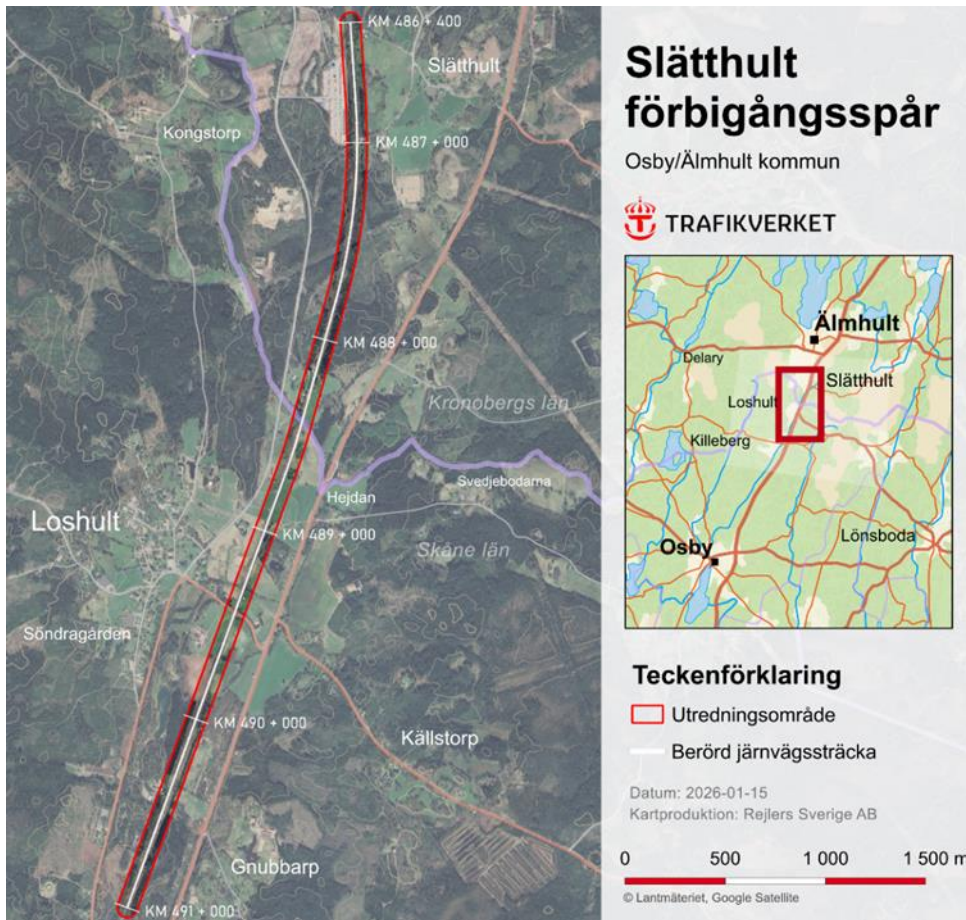 KM 486 + 400
Slätthult
Kongstorp
KM 487 + 000
KM 488 + 000
Kronobergs län
Svedjebodarna
Hejdan
Loshult
KM 489 + 000
Skåne län
Söndragården
KM 490 + 000
Källstorp
Gnubbarp
KM 491 + 000
Slätthult
förbigångsspår
Osby/Älmhult kommun
TRAFIKVERKET
Älmhult
Delary
Slätthult
Loshult
Killeberg
Lönsboda
Osby
Teckenförklaring
Utredningsområde
Berörd järnvägssträcka
Datum: 2026-01-15
Kartproduktion: Rejlers Sverige AB
0 500 1 000 1 500 m
© Lantmäteriet, Google Satellite